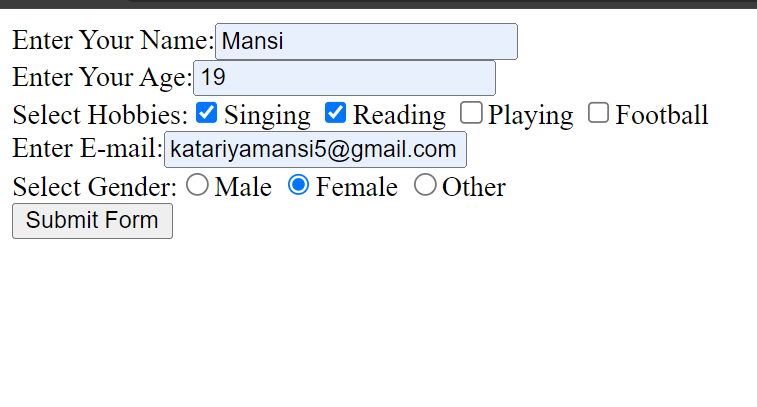 Enter Your Name: Mansi
Enter Your Age: 19
Select Hobbies: Singing Reading Playing Football
Enter E-mail: katariyamansi5@gmail.com
Select Gender: Male Female Other
Submit Form